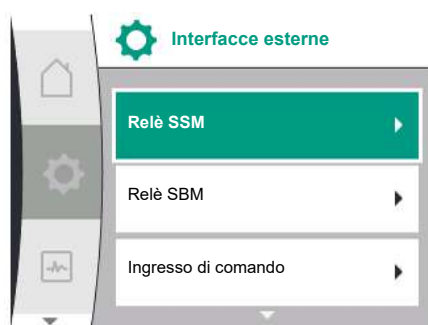 Interfacce esterne
Relè SSM
Relè SBM
Ingresso di comando